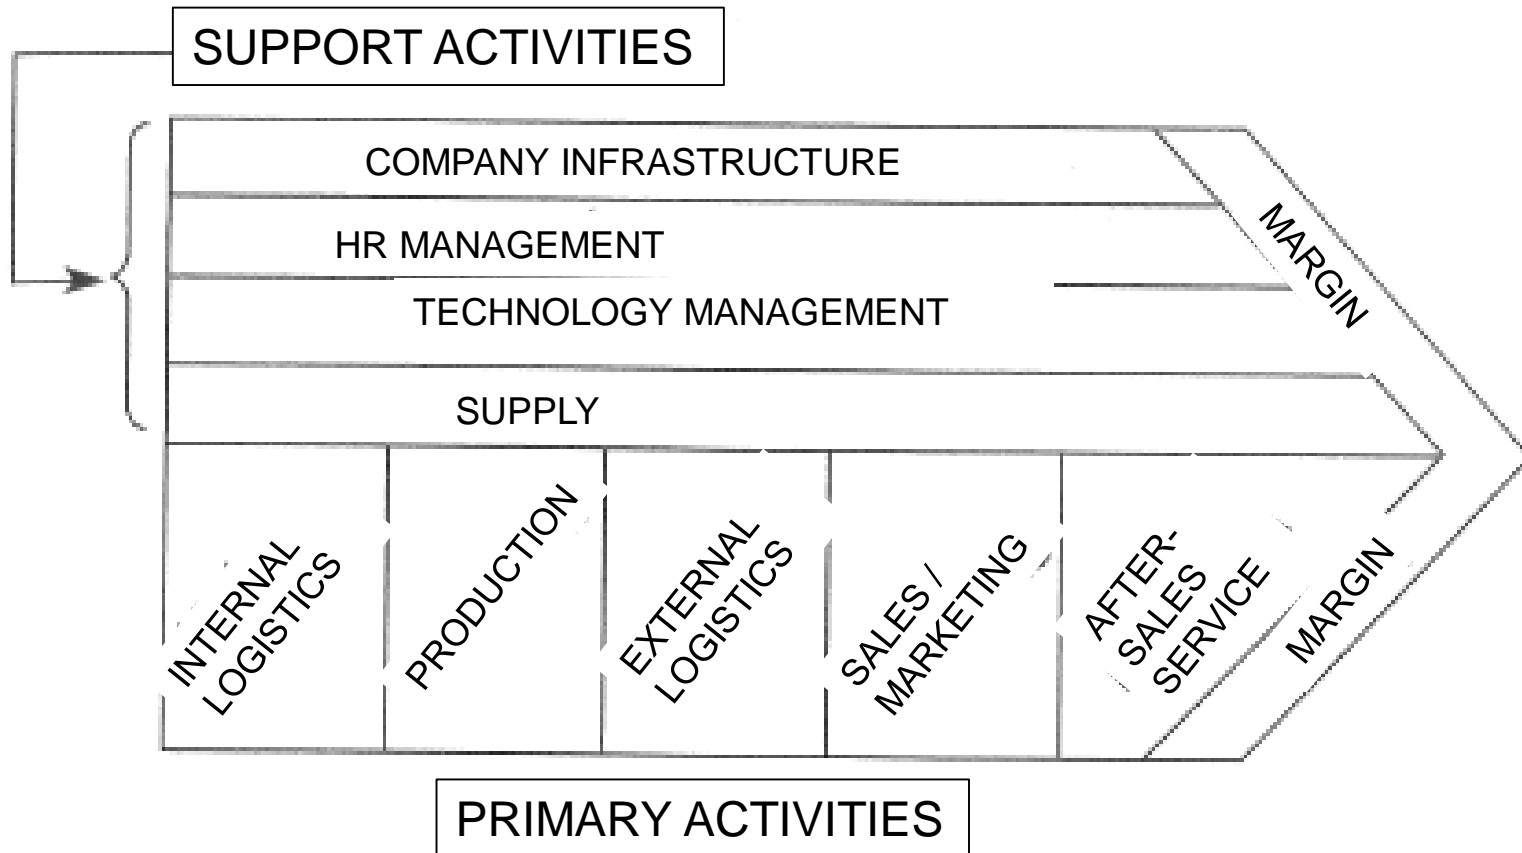 SUPPORT ACTIVITIES
COMPANY INFRASTRUCTURE
HR MANAGEMENT
TECHNOLOGY MANAGEMENT
SUPPLY
MARGIN
INTERNAL
LOGISTICS
PRODUCTION
EXTERNAL
LOGISTICS
SALES /
MARKETING
AFTER-
SALES
SERVICE
MARGIN
PRIMARY ACTIVITIES